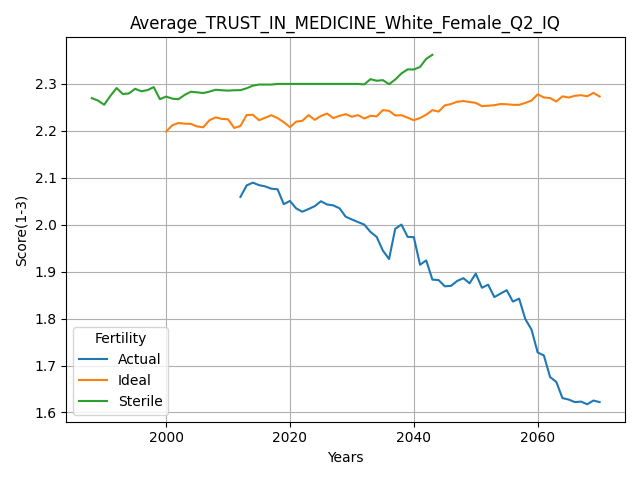 Average_TRUST_IN_MEDICINE_White_Female_Q2_IQ
Score(1-3)
2.3
2.2
2.1
2.0
1.9
1.8
1.7
1.6
Fertility
Actual
Ideal
Sterile
2000
2020
2040
2060
Years